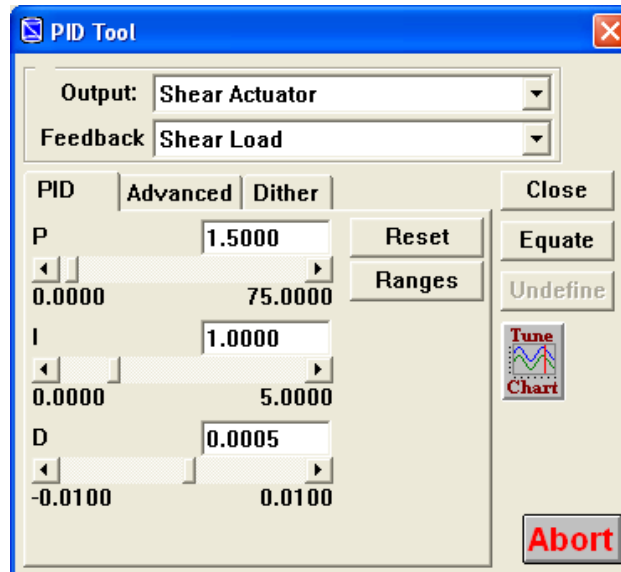 PID Tool
Output: Shear Actuator
Feedback Shear Load
PID Advanced Dither
Close
P 1.5000 Reset
Equate
Ranges
0.0000 75.0000
Undefine
I 1.0000
Tune
Chart
0.0000 5.0000
D 0.0005
-0.0100 0.0100
Abort